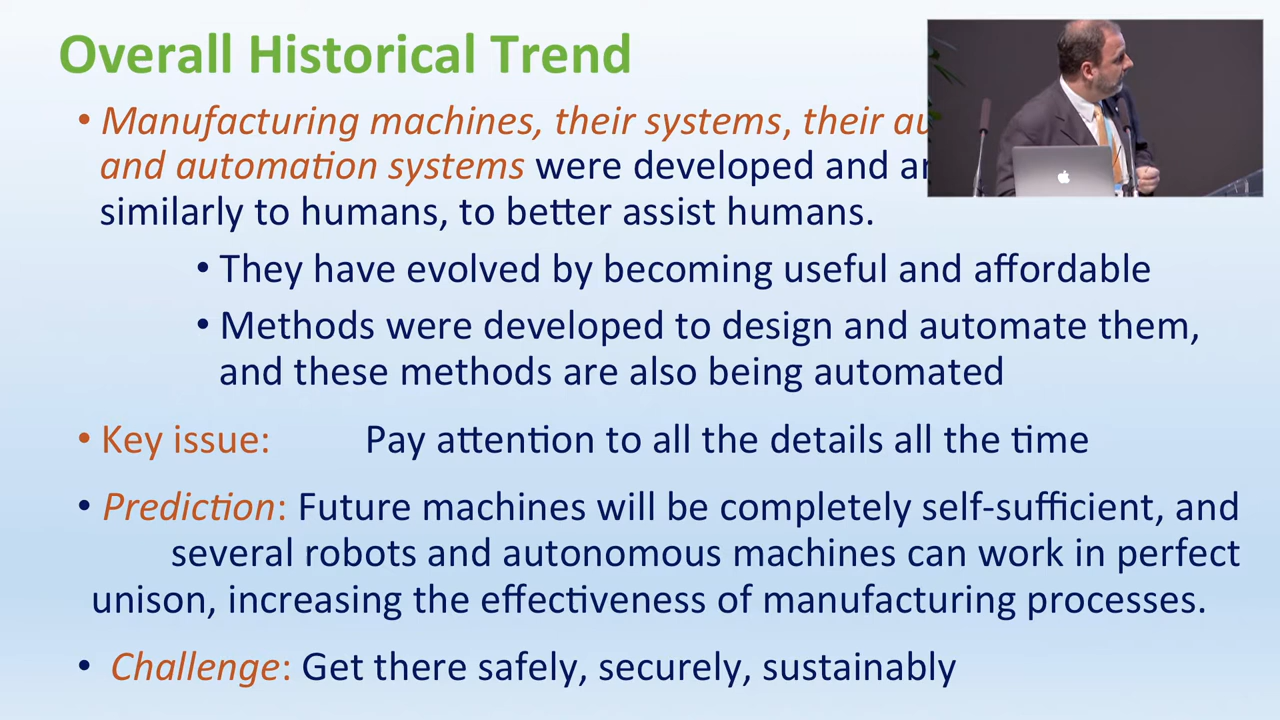 Overall Historical Trend
• Manufacturing machines, their systems, their
and automation systems were developed and
similarly to humans, to better assist humans.
• They have evolved by becoming useful and affordable
• Methods were developed to design and automate them,
and these methods are also being automated
• Key issue: Pay attention to all the details all the time
• Prediction: Future machines will be completely self-sufficient, and
several robots and autonomous machines can work in perfect
unison, increasing the effectiveness of manufacturing processes.
• Challenge: Get there safely, securely, sustainably